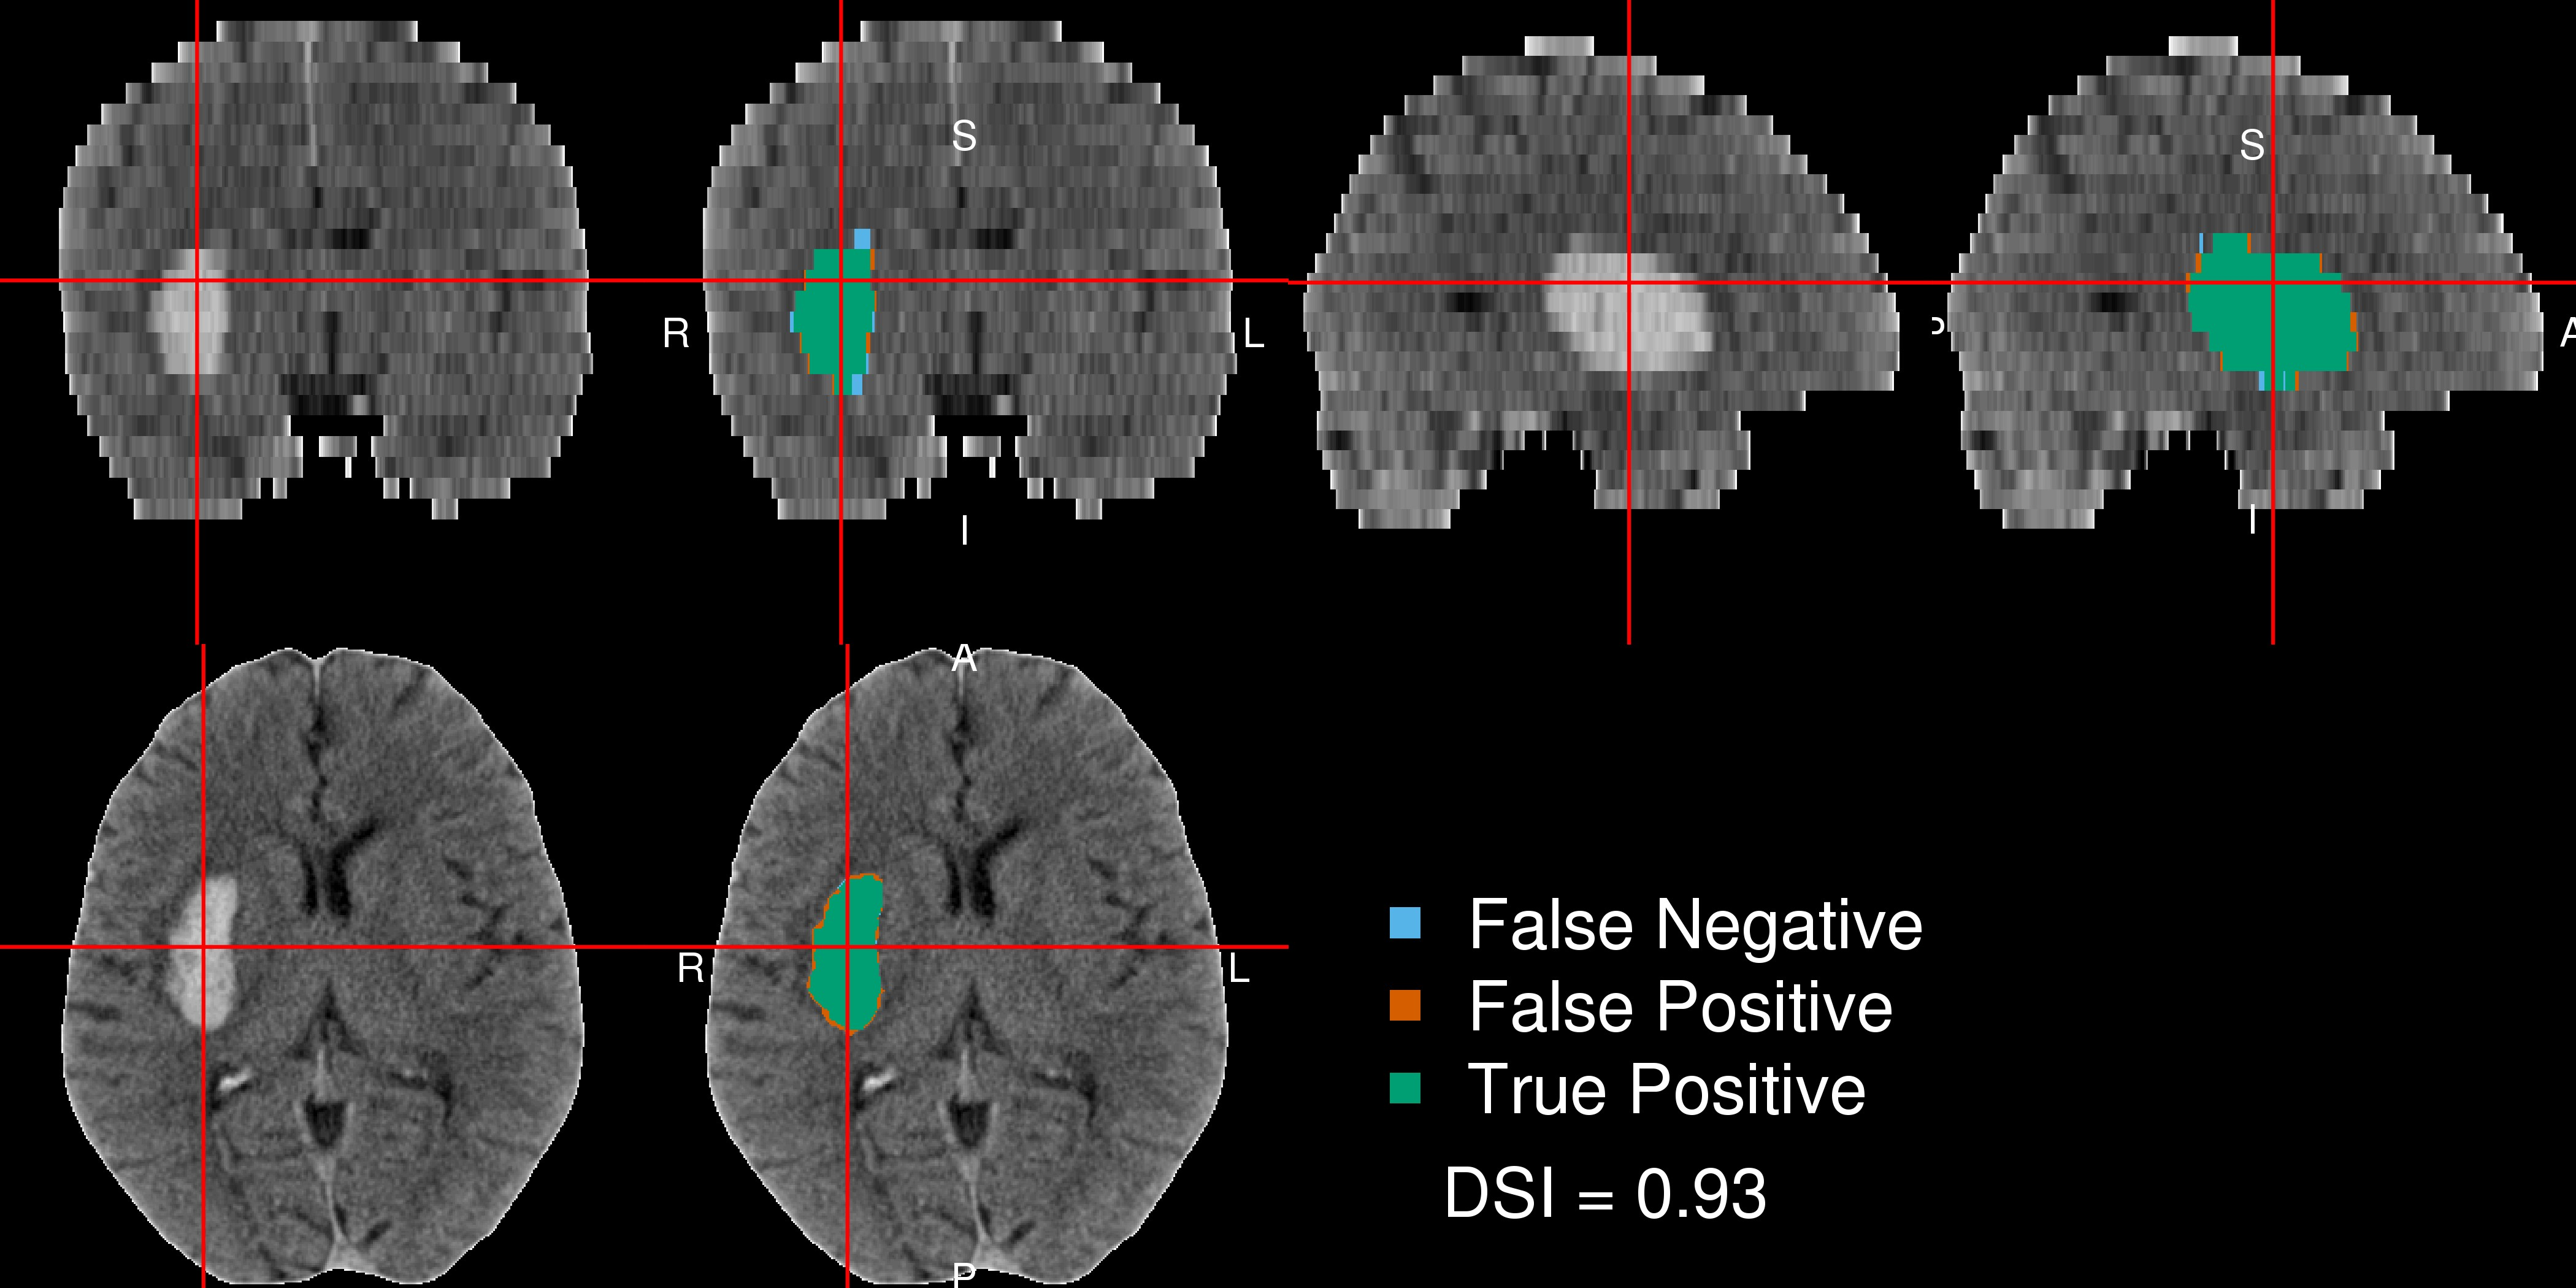 S
S
R
L
P
A
I
I
A
R
L
False Negative
False Positive
True Positive
DSI = 0.93
P